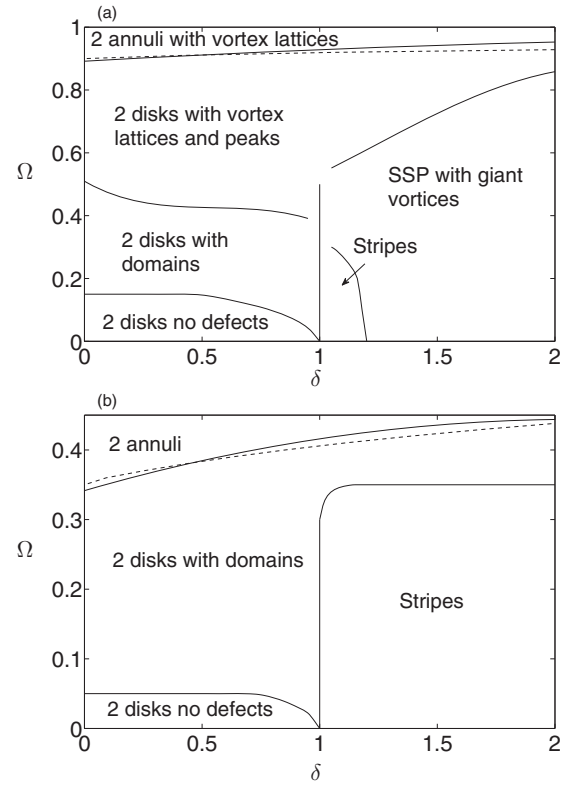 (a)
1
2 annuli with vortex lattices
0.8
2 disks with vortex
lattices and peaks
0.6
SSP with giant
vortices
Ω
0.4
2 disks with
domains
Stripes
0.2
2 disks no defects
0
0 0.5 1 1.5 2
δ
(b)
2 annuli
0.4
0.3
Ω
2 disks with domains
0.2
Stripes
0.1
2 disks no defects
0
0 0.5 1 1.5 2
δ